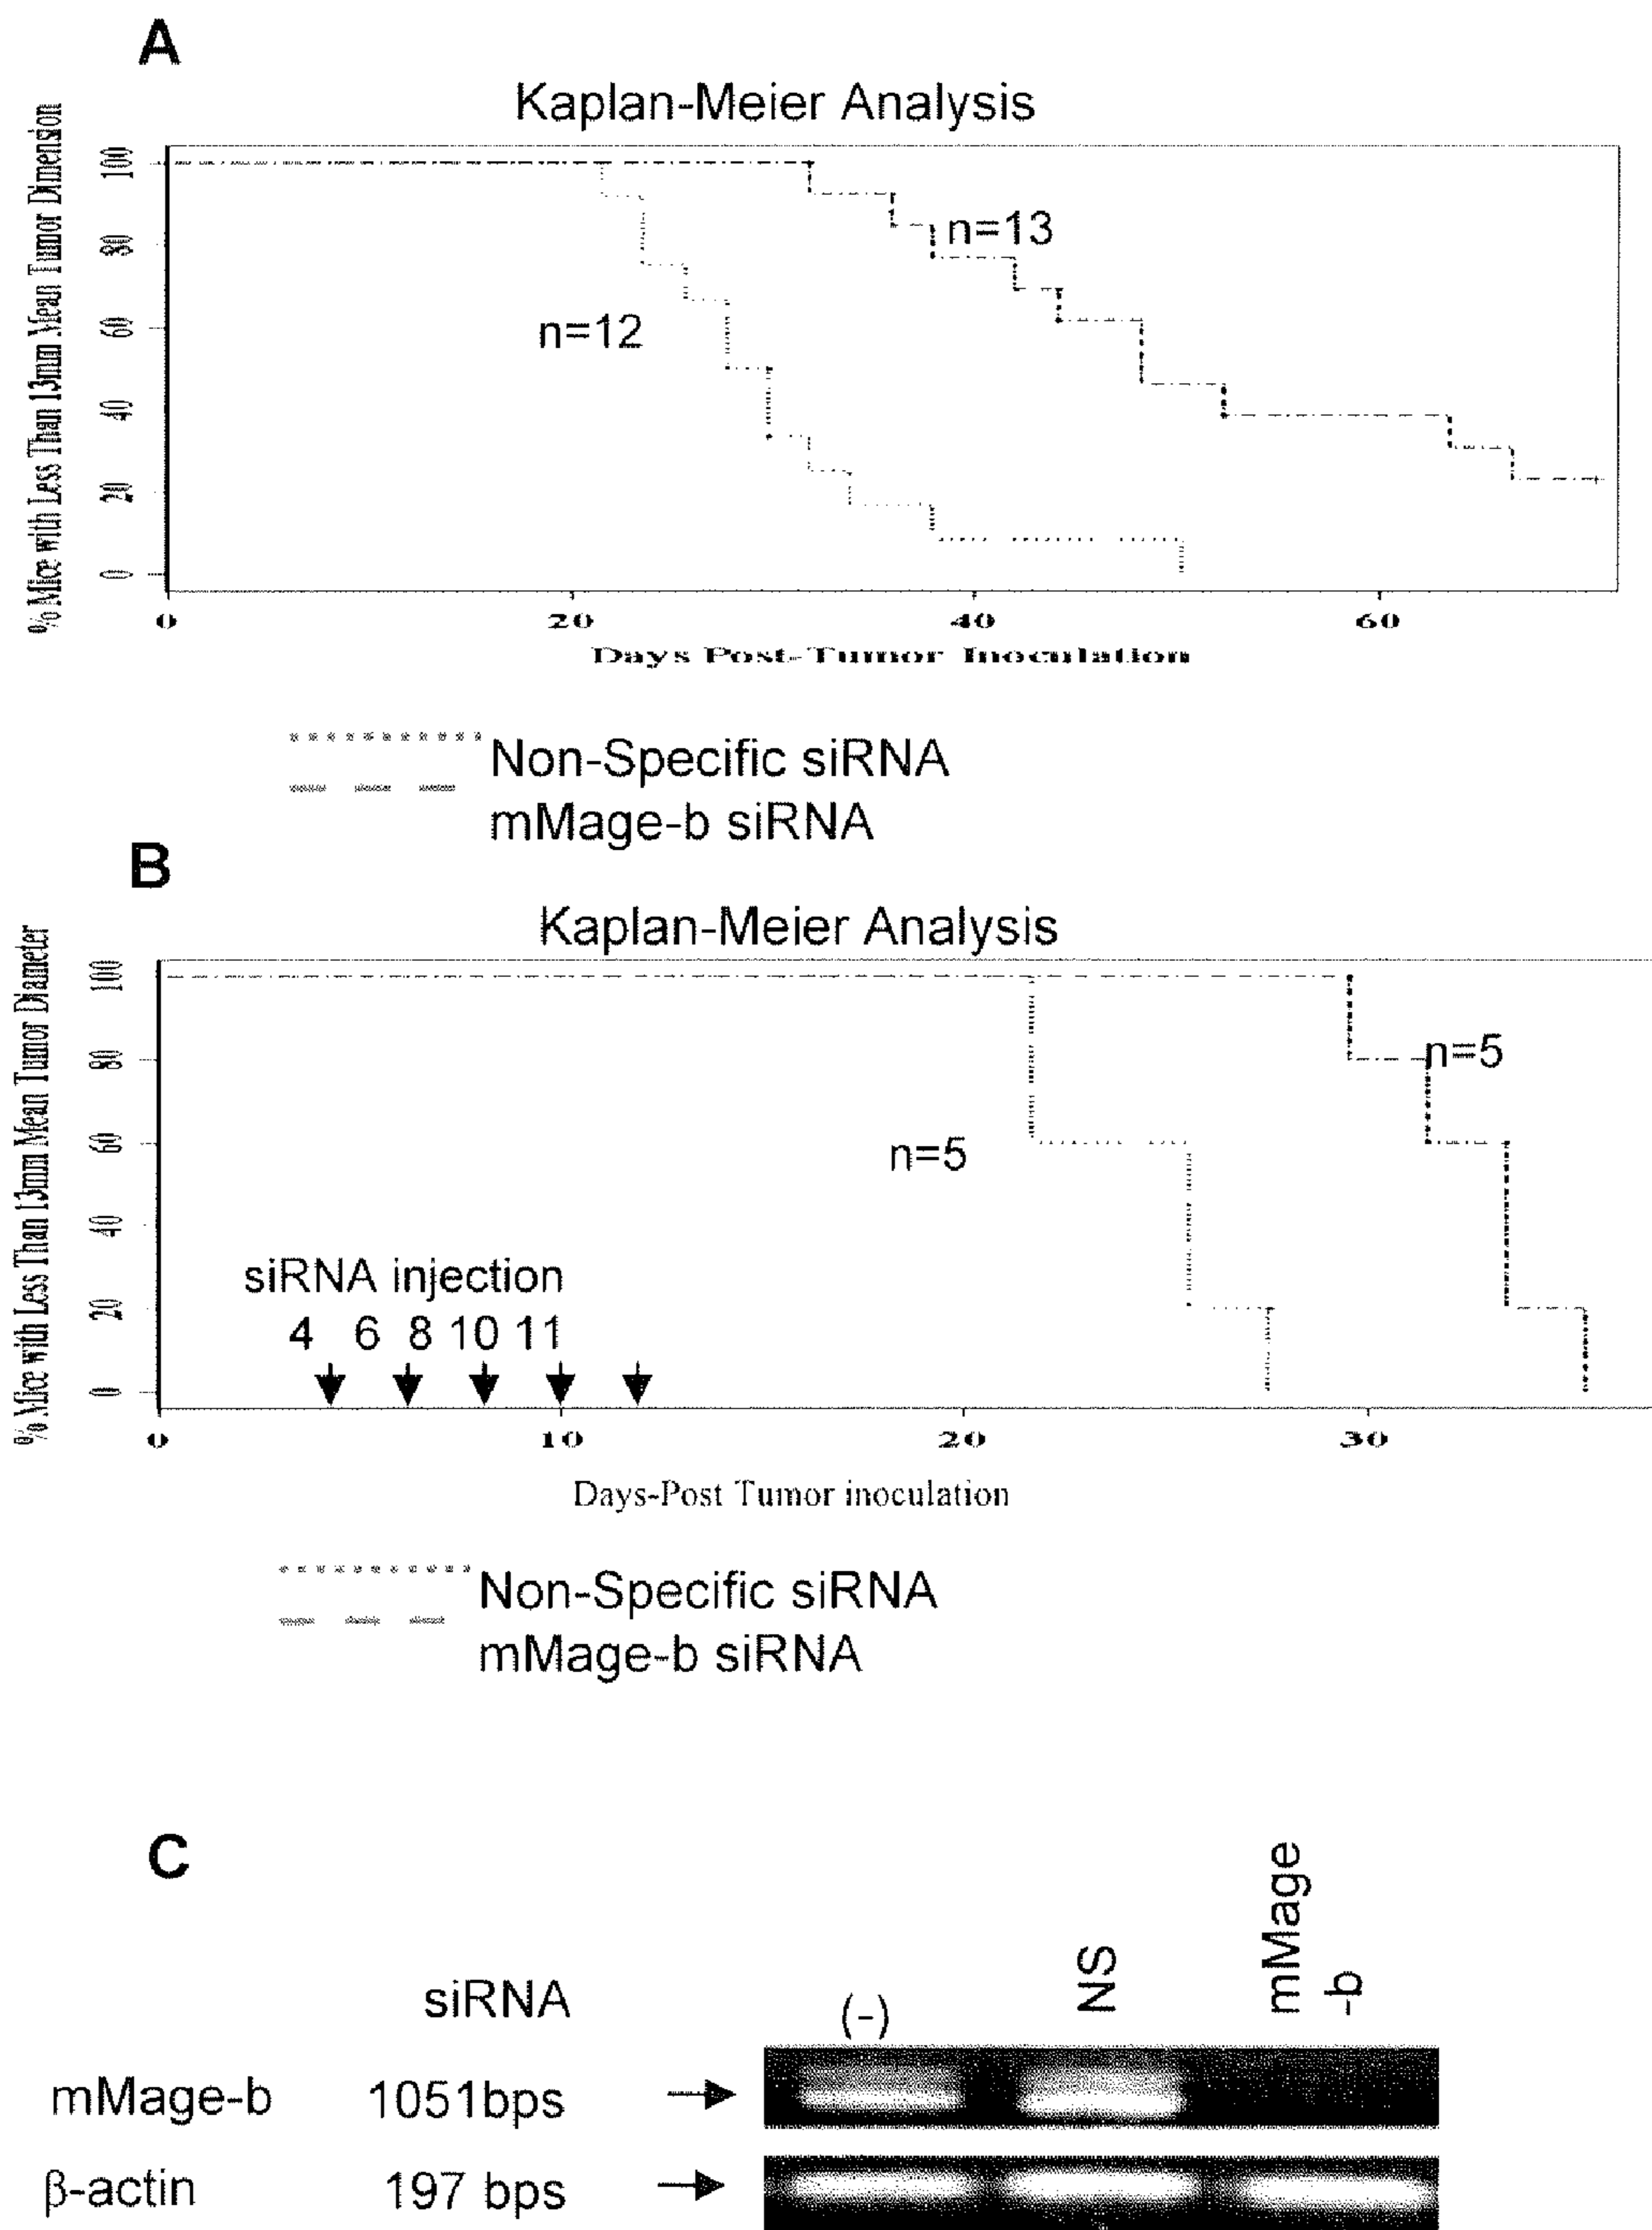 A
Kaplan-Meier Analysis
% Mice with Less Than 13mm Mean Tumor Dimension
100
80
60
40
20
0
n=13
n=12
0 20 40 60
Days Post-Tumor Inoculation
Non-Specific siRNA
mMage-b siRNA
B
Kaplan-Meier Analysis
% Mice with Less Than 13mm Mean Tumor Diameter
100
80
60
40
20
0
n=5
n=5
siRNA injection
4 6 8 10 11
0 10 20 30
Days-Post Tumor inoculation
Non-Specific siRNA
mMage-b siRNA
C
siRNA (-) NS mMage
-b
mMage-b 1051bps
β-actin 197 bps